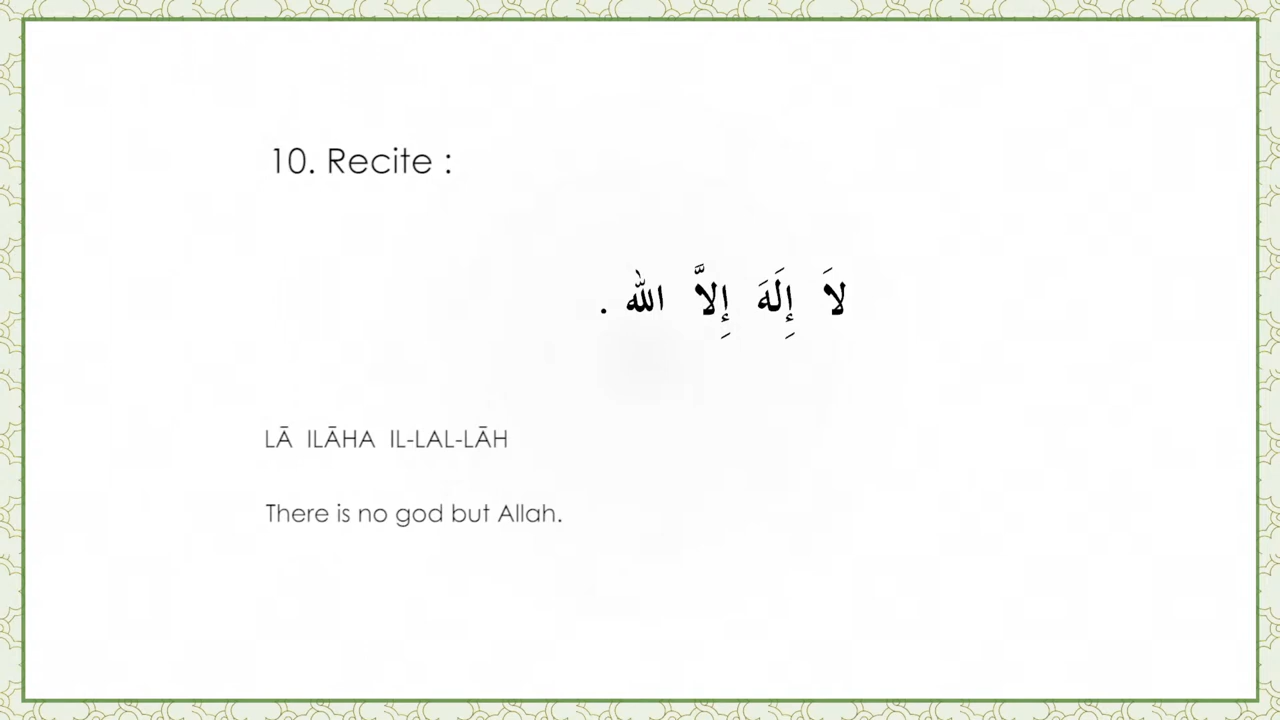 10. Recite :
لاَ إِلَهَ إِلاَّ الله .
LĀ ILĀHA IL-LAL-LĀH
There is no god but Allah.